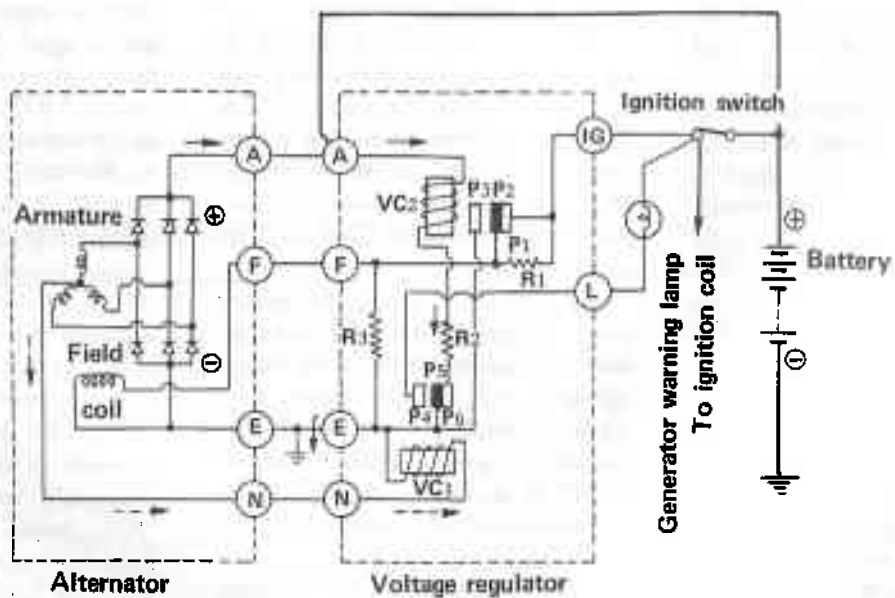 Ignition switch
A
A
IG
Armature
⊕
VC2
P3 P2
P1
F
F
R1
L
⊕
Battery
R3
R2
Field
⊖
coil
P5
P4 P6
⊖
E
E
VC1
N
N
Generator warning lamp
To ignition coil
Alternator
Voltage regulator